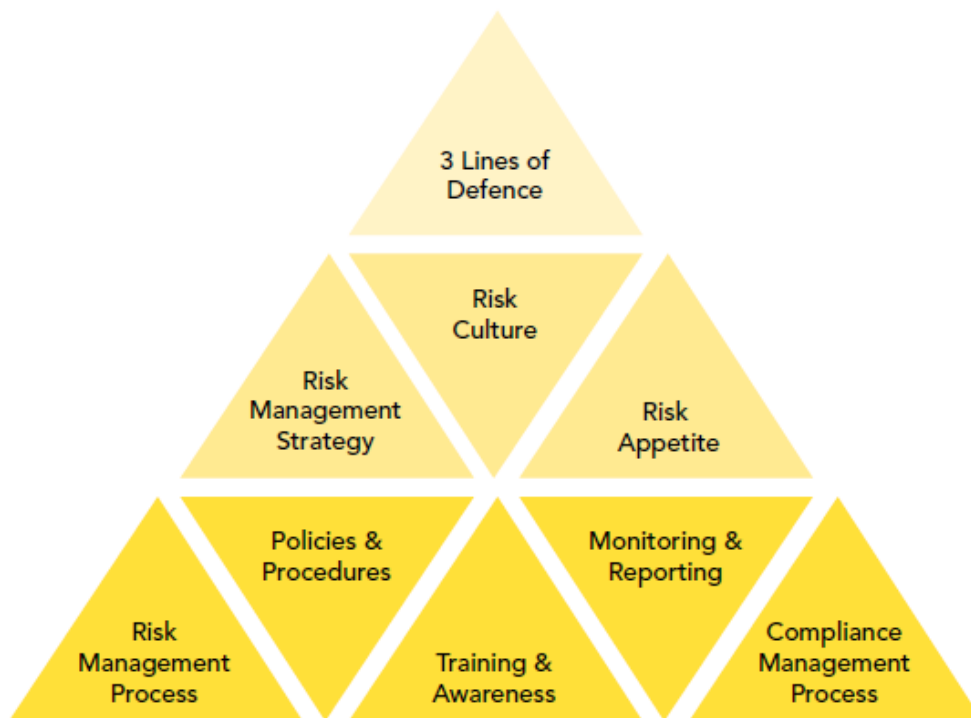 3 Lines of
Defence
Risk
Culture
Risk
Management
Strategy
Risk
Appetite
Policies &
Procedures
Monitoring &
Reporting
Risk
Management
Process
Training &
Awareness
Compliance
Management
Process